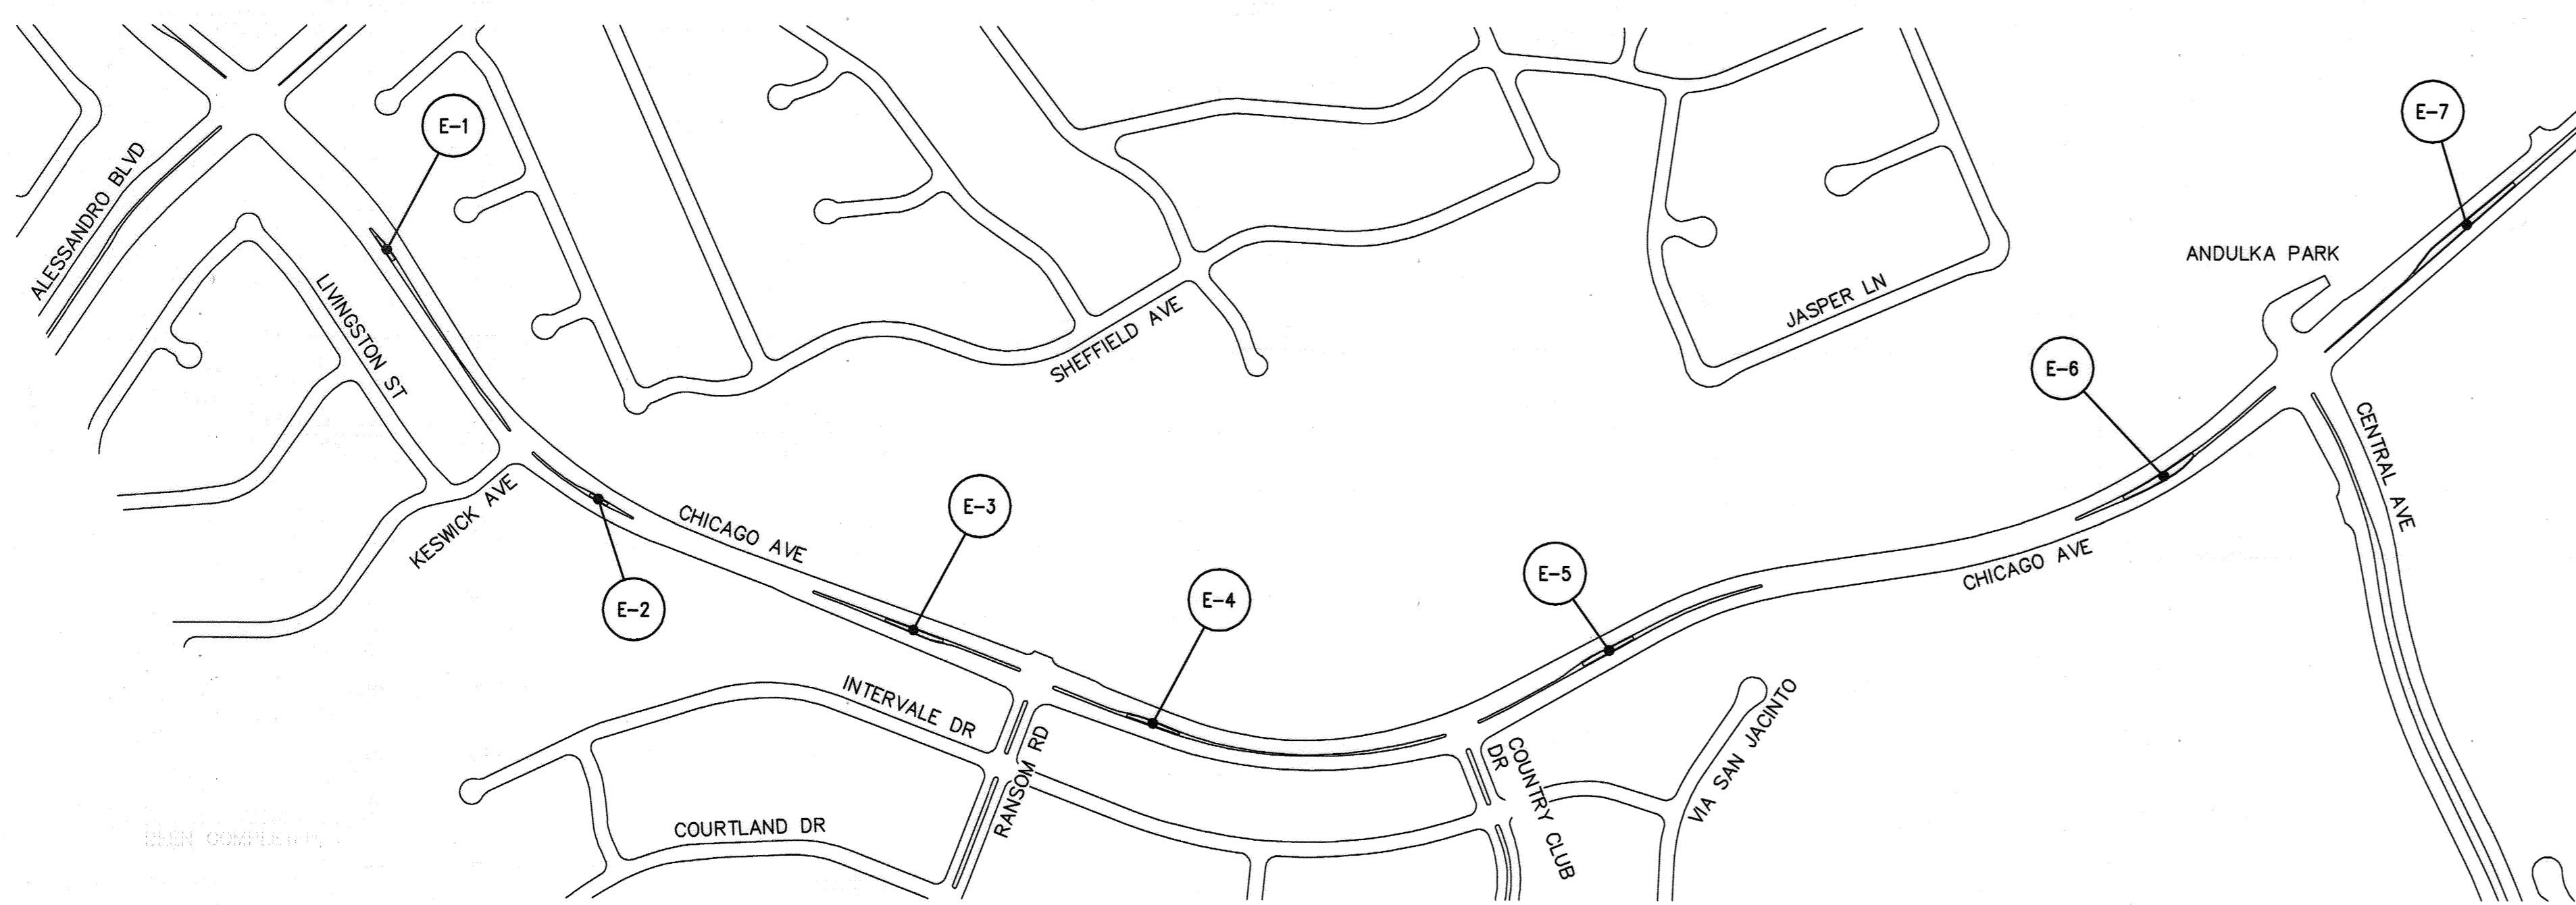 E-1
E-7
ALESSANDRO BLVD
ANDULKA PARK
LIVINGSTON ST
SHEFFIELD AVE
JASPER LN
E-6
CENTRAL AVE
KESWICK AVE
CHICAGO AVE
E-3
E-2
E-4
E-5
CHICAGO AVE
INTERVALE DR
RANSOM RD
COUNTRY CLUB
DR
VIA SAN JACINTO
COURTLAND DR